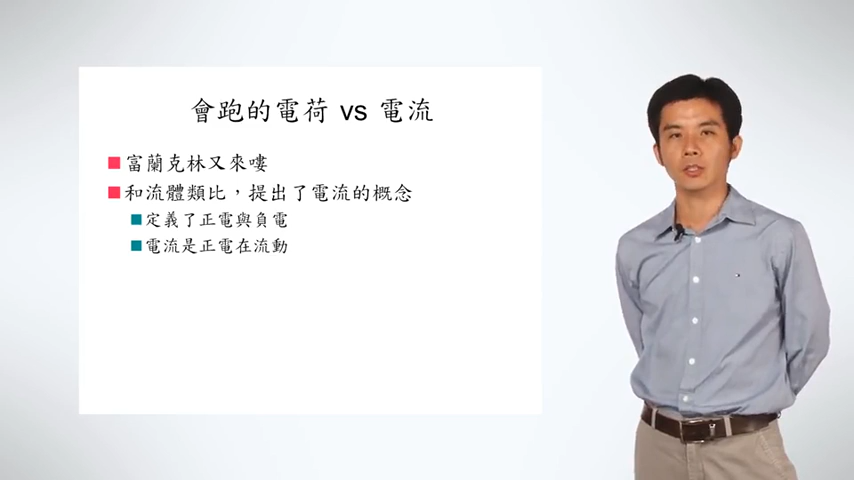 會跑的電荷 vs 電流
富蘭克林又來嘍
和流體類比，提出了電流的概念
定義了正電與負電
電流是正電在流動